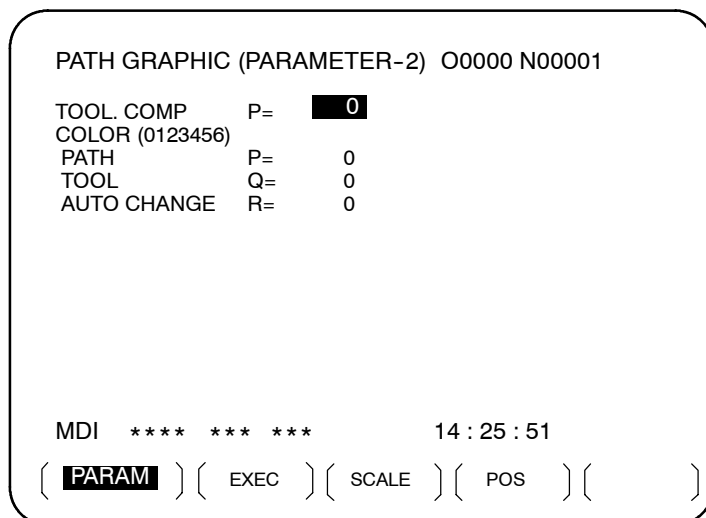 PATH GRAPHIC (PARAMETER-2) O0000 N00001
TOOL. COMP P= 0
COLOR (0123456)
PATH P= 0
TOOL Q= 0
AUTO CHANGE R= 0
MDI **** *** *** 14 : 25 : 51
[ PARAM ] [ EXEC ] [ SCALE ] [ POS ] [ ]